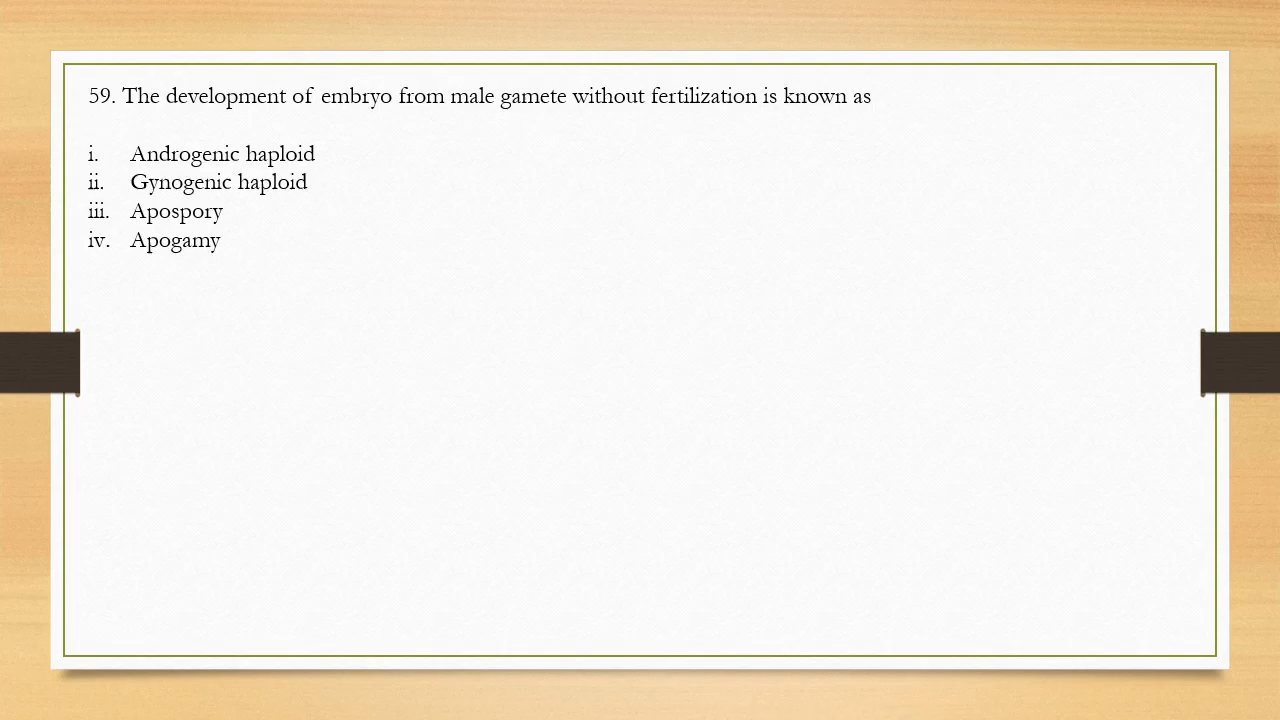 59. The development of embryo from male gamete without fertilization is known as
i. Androgenic haploid
ii. Gynogenic haploid
iii. Apospory
iv. Apogamy